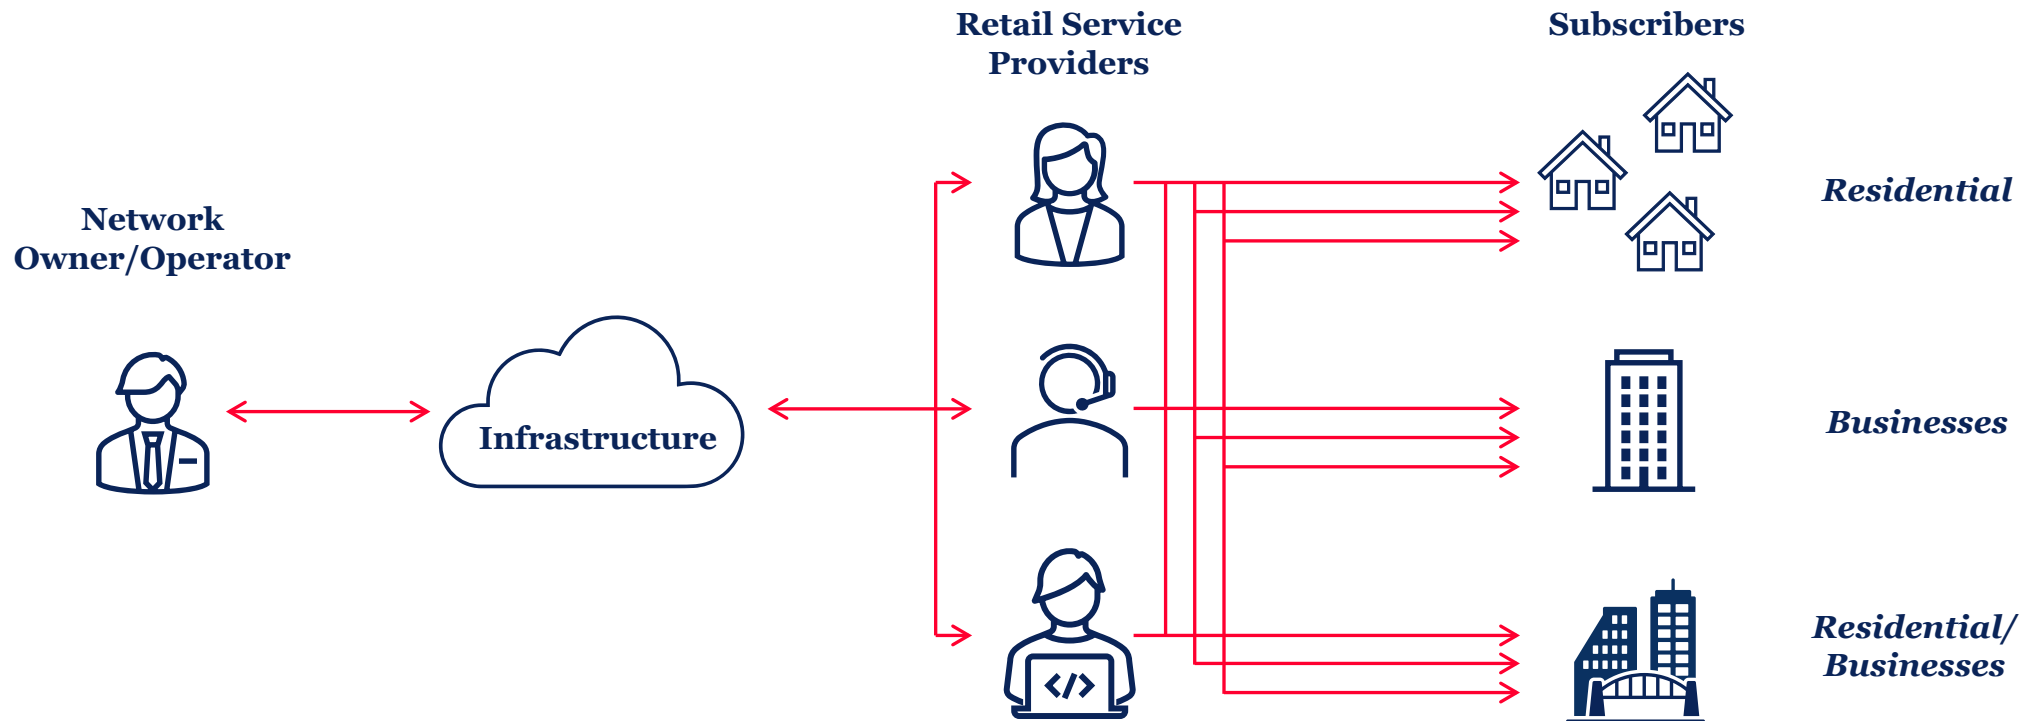 Retail Service
Providers
Subscribers
Residential
Network
Owner/Operator
Infrastructure
Businesses
</>
Residential/
Businesses